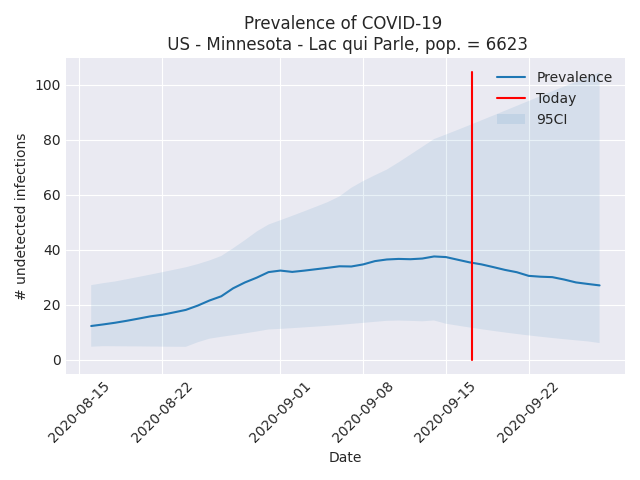 Prevalence of COVID-19
US - Minnesota - Lac qui Parle, pop. = 6623
Prevalence
Today
95CI
# undetected infections
100
80
60
40
20
0
2020-08-15
2020-08-22
2020-09-01
2020-09-08
2020-09-15
2020-09-22
Date